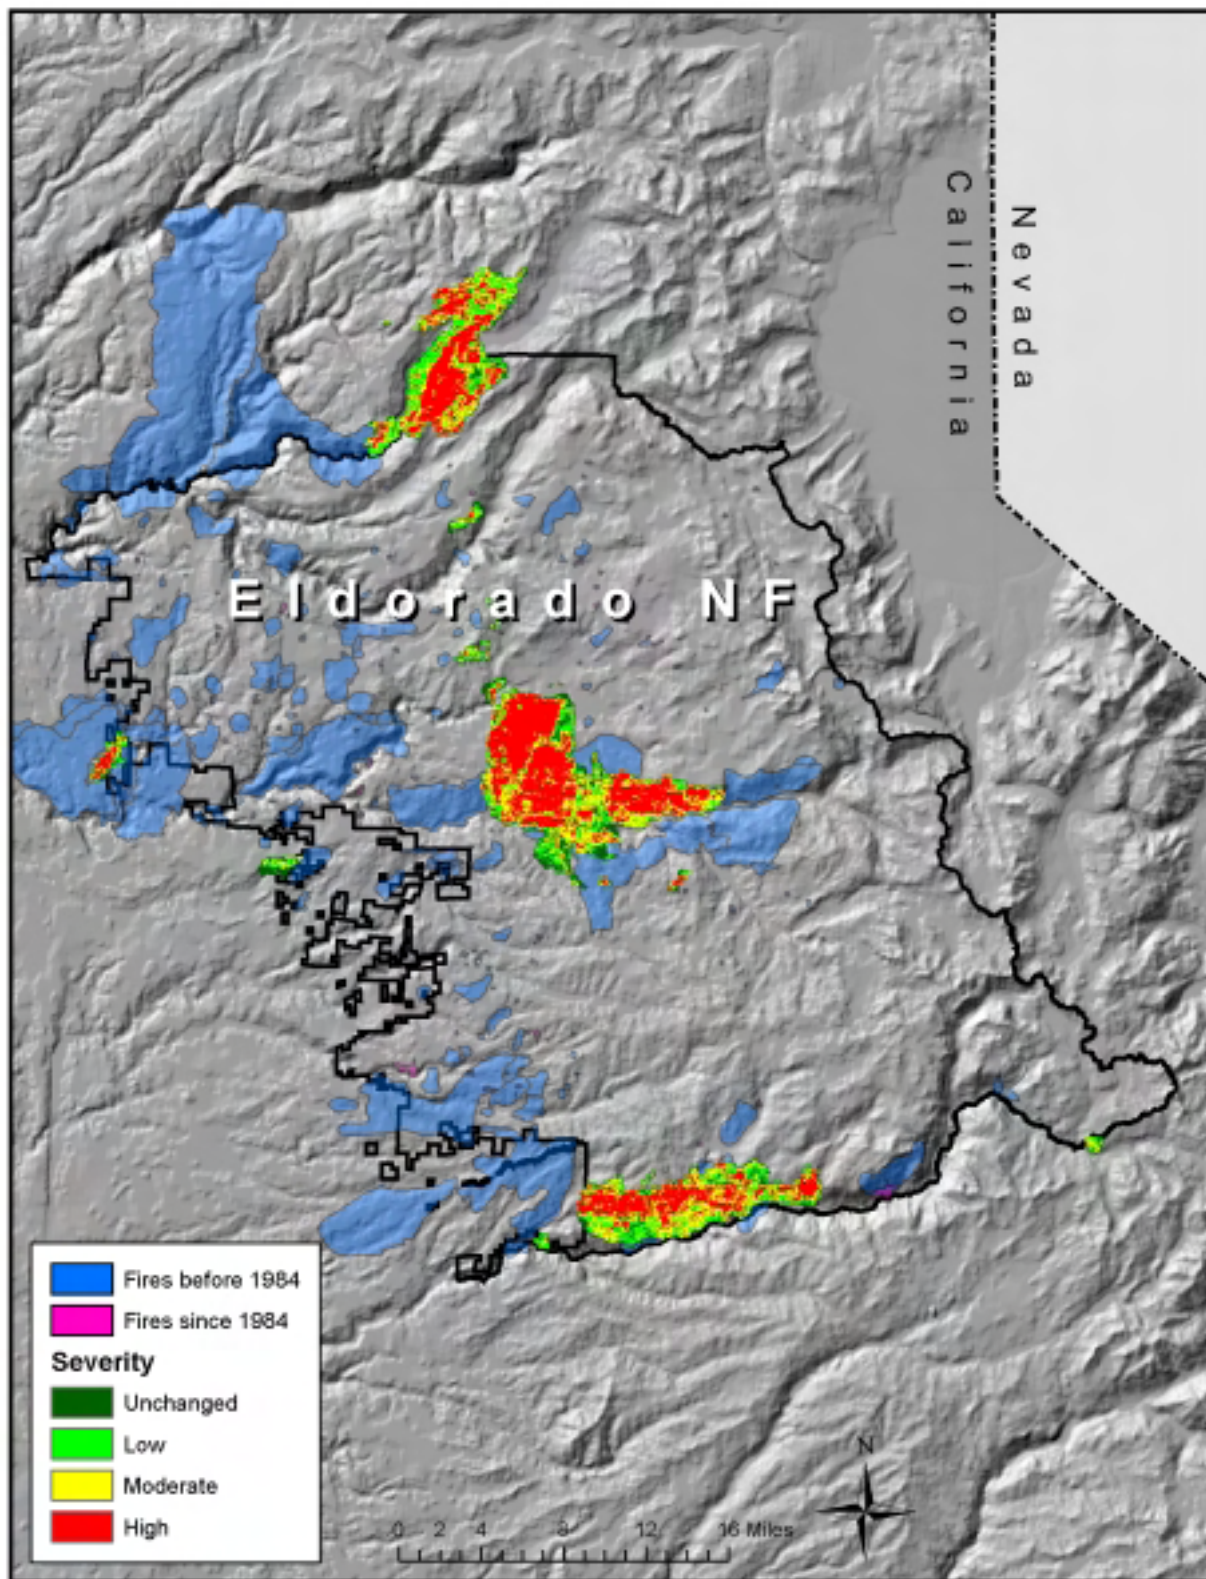 California
Nevada
Eldorado NF
Fires before 1984
Fires since 1984
Severity
Unchanged
Low
Moderate
High
N
0 2 4 8 12 16 Miles